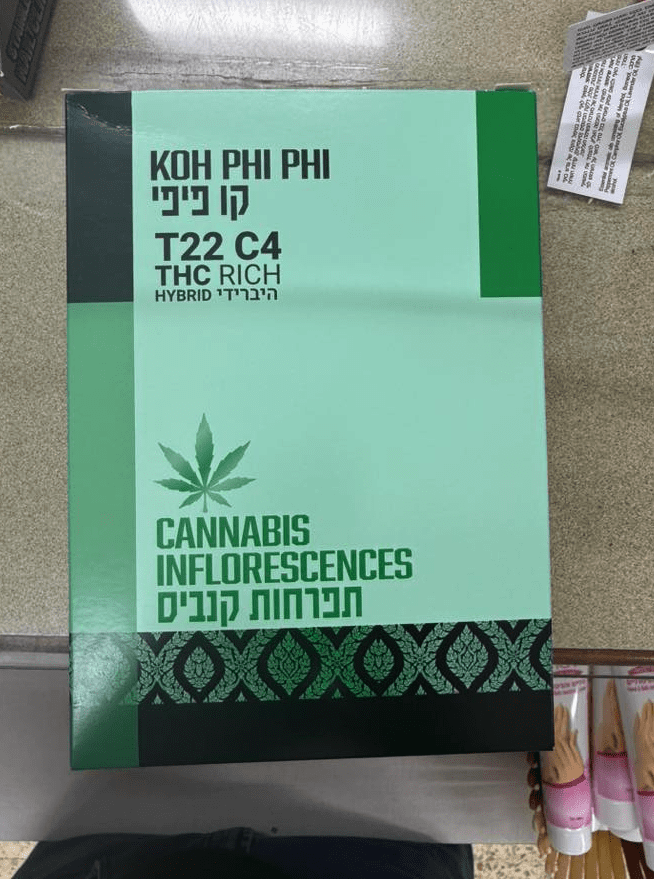 KOH PHI PHI
קו פיפי
T22 C4
THC RICH
HYBRID היברידי
CANNABIS
INFLORESCENCES
תפרחות קנביס